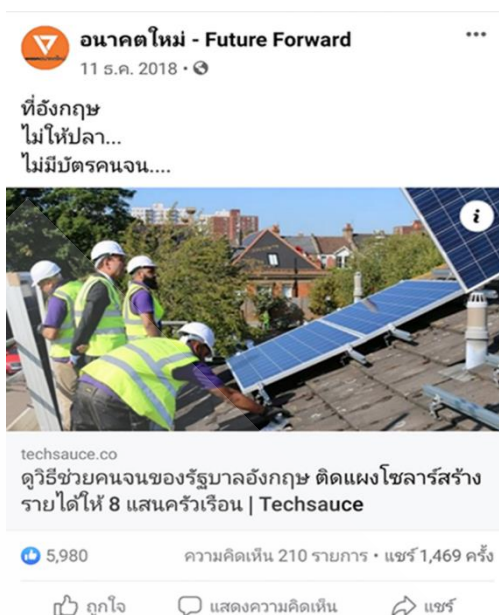 อนาคตใหม่ - Future Forward
11 ธ.ค. 2018 •
ที่อังกฤษ
ไม่ให้ปลา...
ไม่มีบัตรคนจน....
techsauce.co
ดูวิธีช่วยคนจนของรัฐบาลอังกฤษ ติดแผงโซลาร์สร้าง
รายได้ให้ 8 แสนครัวเรือน | Techsauce
5,980 ความคิดเห็น 210 รายการ • แชร์ 1,469 ครั้ง
ถูกใจ แสดงความคิดเห็น แชร์